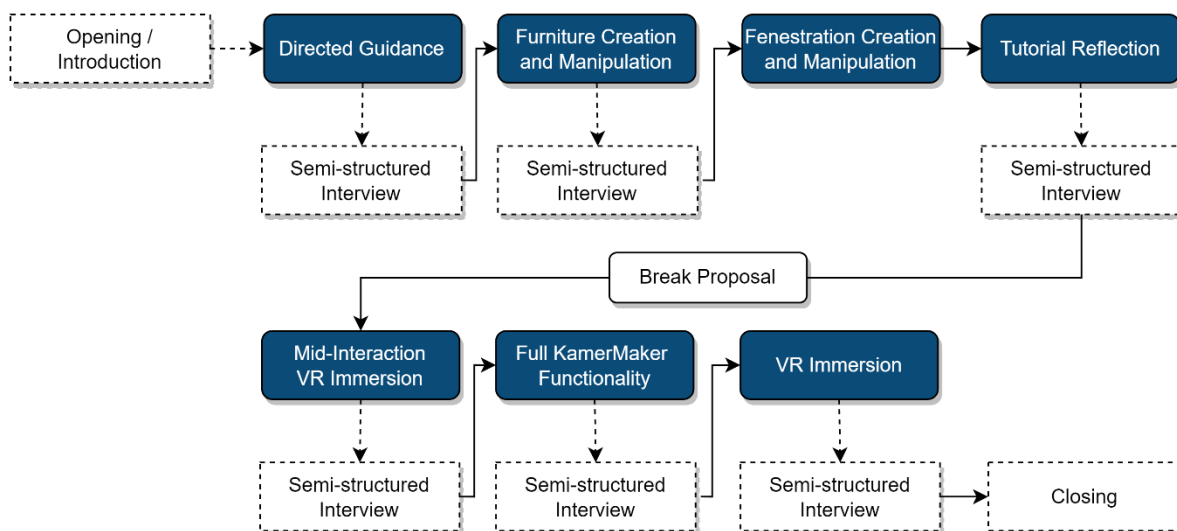 Opening /
Introduction
Directed Guidance
Furniture Creation
and Manipulation
Fenestration Creation
and Manipulation
Tutorial Reflection
Semi-structured
Interview
Semi-structured
Interview
Semi-structured
Interview
Break Proposal
Mid-Interaction
VR Immersion
Full KamerMaker
Functionality
VR Immersion
Semi-structured
Interview
Semi-structured
Interview
Semi-structured
Interview
Closing